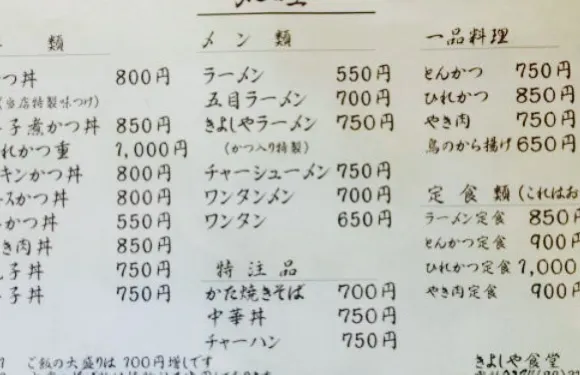 類
つ丼 800円
(当店特製味つけ)
子煮かつ丼 850円
れかつ重 1,000円
キンかつ丼 800円
ースかつ丼 800円
かつ丼 550円
き肉丼 850円
子丼 750円
子丼 750円
ご飯の大盛りは100円増しです
メン類
ラーメン 550円
五目ラーメン 700円
きよしやラーメン 750円
(かつ入り特製)
チャーシューメン 750円
ワンタンメン 700円
ワンタン 650円
特注品
かた焼きそば 700円
中華丼 750円
チャーハン 750円
一品料理
とんかつ 750円
ひれかつ 850円
やき肉 750円
鳥のから揚げ 650円
定食類(これはお
ラーメン定食 850円
とんかつ定食 900円
ひれかつ定食 1,000
やき肉定食 900円
きよしや食堂